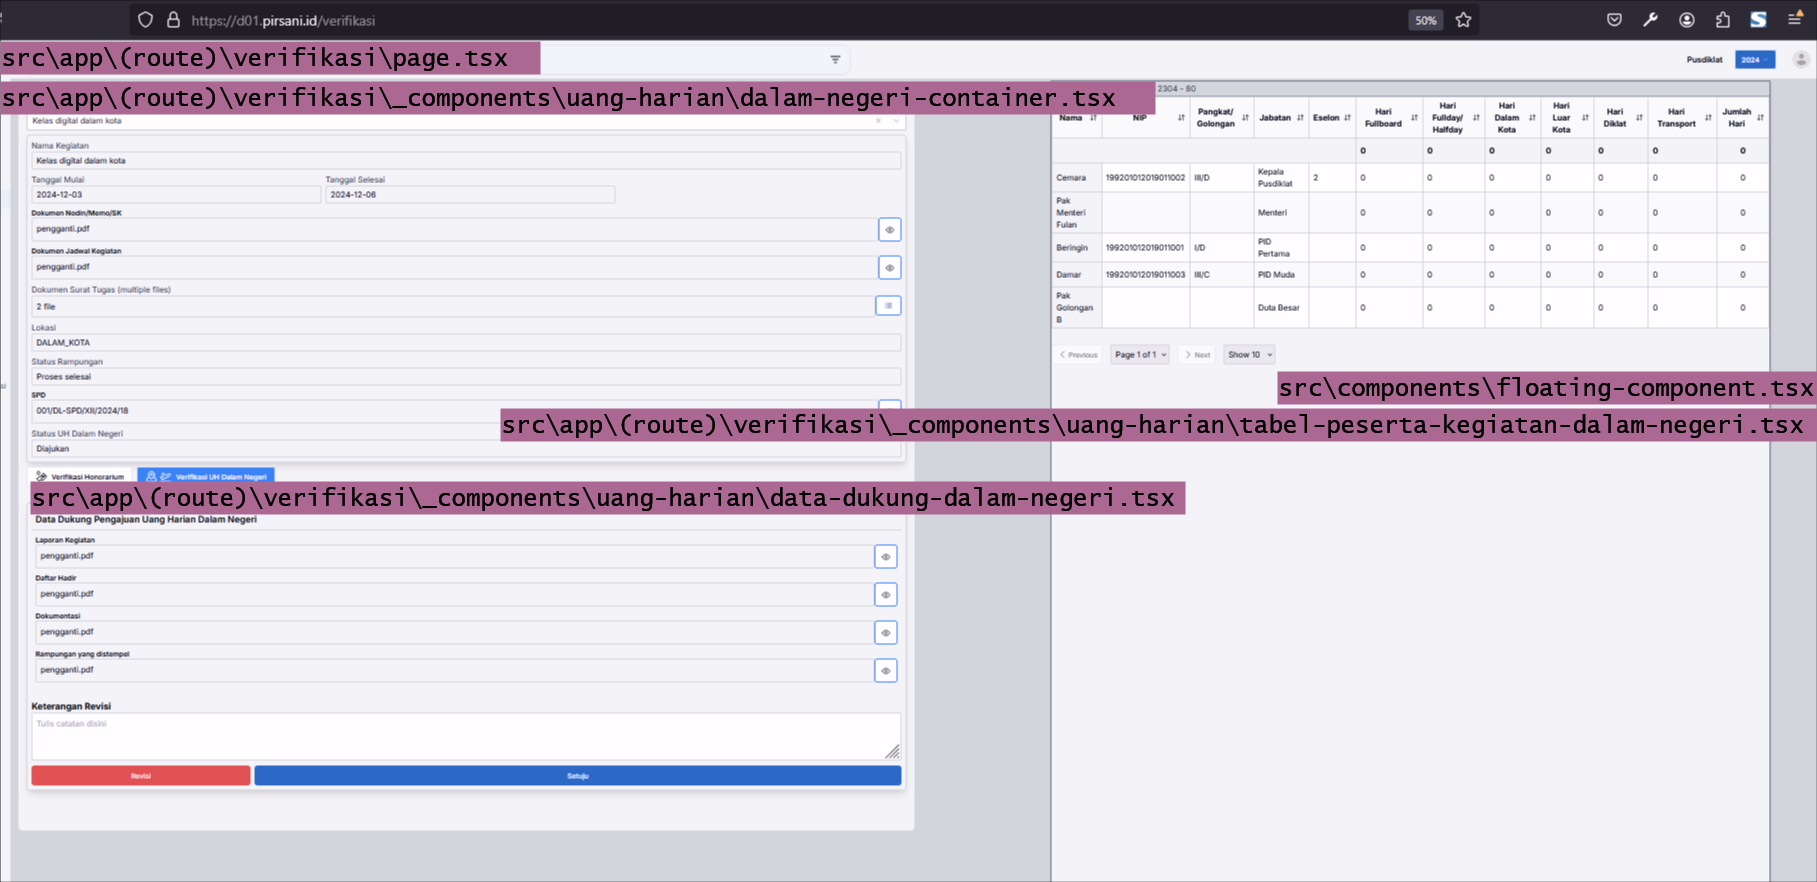 https://d01.pirsani.id/verifikasi
50%
src\app\(route)\verifikasi\page.tsx
Pusdiklat
2024
src\app\(route)\verifikasi\_components\uang-harian\dalam-negeri-container.tsx
2304 - 80
Kelas digital dalam kota
Nama Kegiatan
Kelas digital dalam kota
Tanggal Mulai
Tanggal Selesai
2024-12-03
2024-12-06
Dokumen Nodin/Memo/SK
pengganti.pdf
Dokumen Jadwal Kegiatan
pengganti.pdf
Dokumen Surat Tugas (multiple files)
2 file
Lokasi
DALAM_KOTA
Status Rampungan
Proses selesai
SPD
001/DL-SPD/XII/2024/18
Status UH Dalam Negeri
Diajukan
Verifikasi Honorarium
Verifikasi UH Dalam Negeri
src\app\(route)\verifikasi\_components\uang-harian\data-dukung-dalam-negeri.tsx
Data Dukung Pengajuan Uang Harian Dalam Negeri
Laporan Kegiatan
pengganti.pdf
Daftar Hadir
pengganti.pdf
Dokumentasi
pengganti.pdf
Rampungan yang distempel
pengganti.pdf
Keterangan Revisi
Tulis catatan disini
Revisi
Setuju
Nama NIP Pangkat/ Golongan Jabatan Eselon Hari Fullboard Hari Fullday/ Halfday Hari Dalam Kota Hari Luar Kota Hari Diklat Hari Transport Jumlah Hari
0 0 0 0 0 0 0
Cemara 199201012019011002 III/D Kepala Pusdiklat 2 0 0 0 0 0 0 0
Pak Menteri Fulan Menteri 0 0 0 0 0 0 0
Beringin 199201012019011001 I/D PID Pertama 0 0 0 0 0 0 0
Damar 199201012019011003 III/C PID Muda 0 0 0 0 0 0 0
Pak Golongan B Duta Besar 0 0 0 0 0 0 0
Previous Page 1 of 1 Next Show 10
src\components\floating-component.tsx
src\app\(route)\verifikasi\_components\uang-harian\tabel-peserta-kegiatan-dalam-negeri.tsx
si